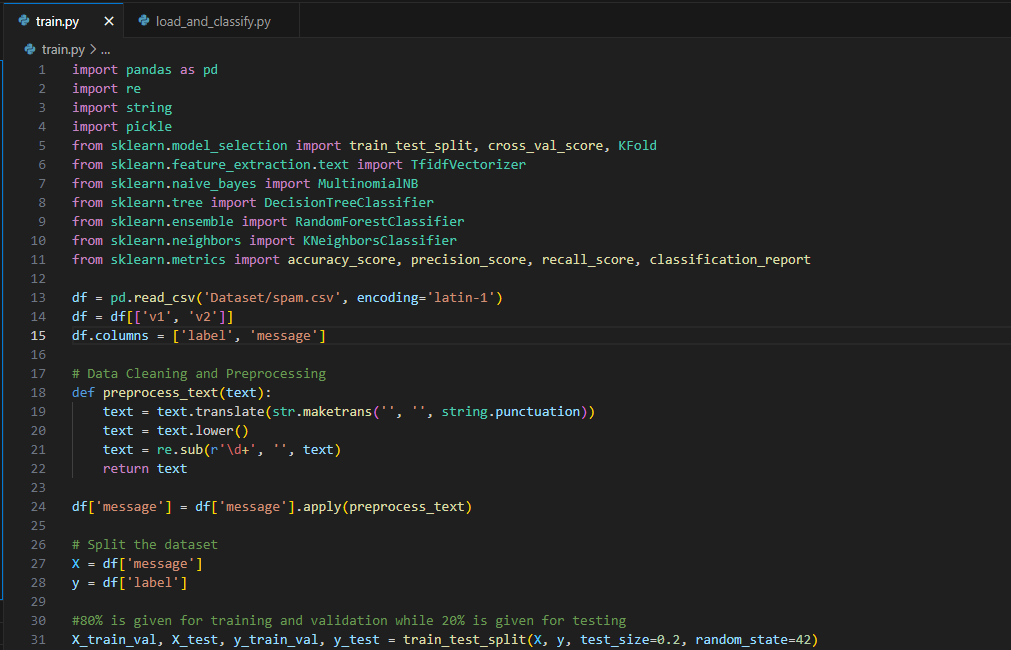 train.py × load_and_classify.py
train.py > ...
1 import pandas as pd
2 import re
3 import string
4 import pickle
5 from sklearn.model_selection import train_test_split, cross_val_score, KFold
6 from sklearn.feature_extraction.text import TfidfVectorizer
7 from sklearn.naive_bayes import MultinomialNB
8 from sklearn.tree import DecisionTreeClassifier
9 from sklearn.ensemble import RandomForestClassifier
10 from sklearn.neighbors import KNeighborsClassifier
11 from sklearn.metrics import accuracy_score, precision_score, recall_score, classification_report
12
13 df = pd.read_csv('Dataset/spam.csv', encoding='latin-1')
14 df = df[['v1', 'v2']]
15 df.columns = ['label', 'message']
16
17 # Data Cleaning and Preprocessing
18 def preprocess_text(text):
19     text = text.translate(str.maketrans('', '', string.punctuation))
20     text = text.lower()
21     text = re.sub(r'\d+', '', text)
22     return text
23
24 df['message'] = df['message'].apply(preprocess_text)
25
26 # Split the dataset
27 X = df['message']
28 y = df['label']
29
30 #80% is given for training and validation while 20% is given for testing
31 X_train_val, X_test, y_train_val, y_test = train_test_split(X, y, test_size=0.2, random_state=42)